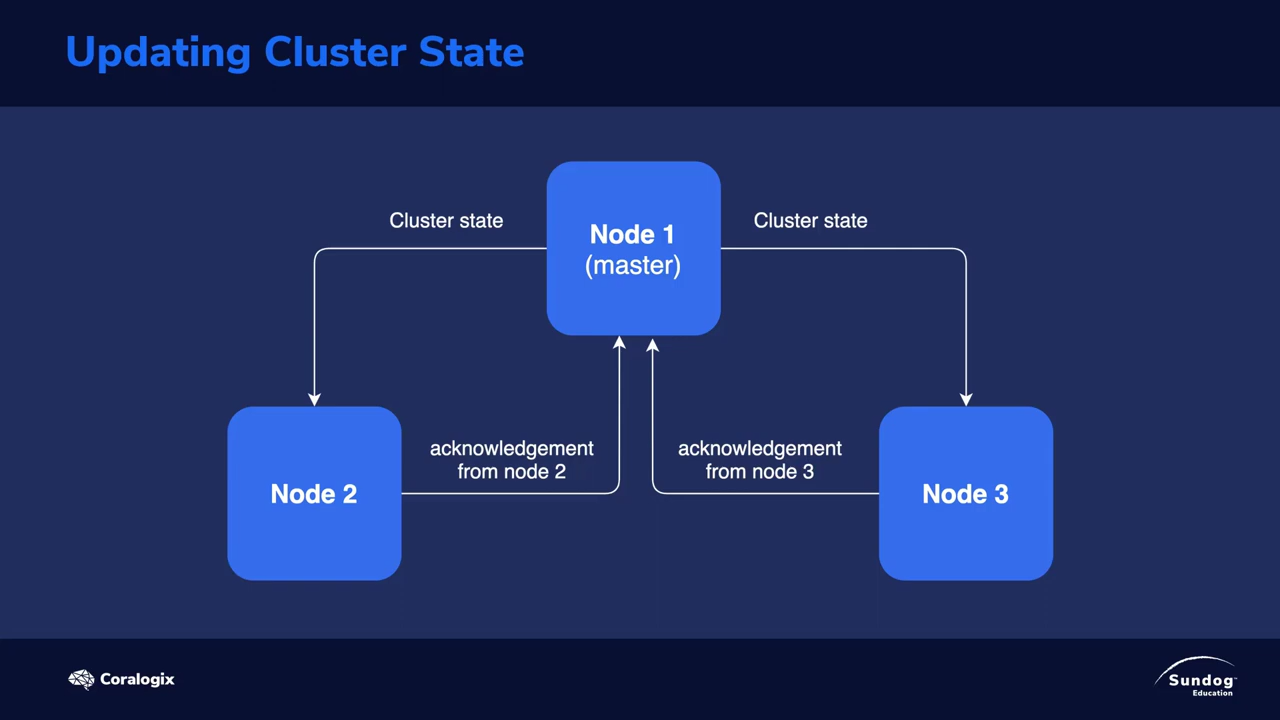 Updating Cluster State
Cluster state
Node 1
(master)
Cluster state
acknowledgement
from node 2
acknowledgement
from node 3
Node 2
Node 3
Coralogix
Sundog™
Education